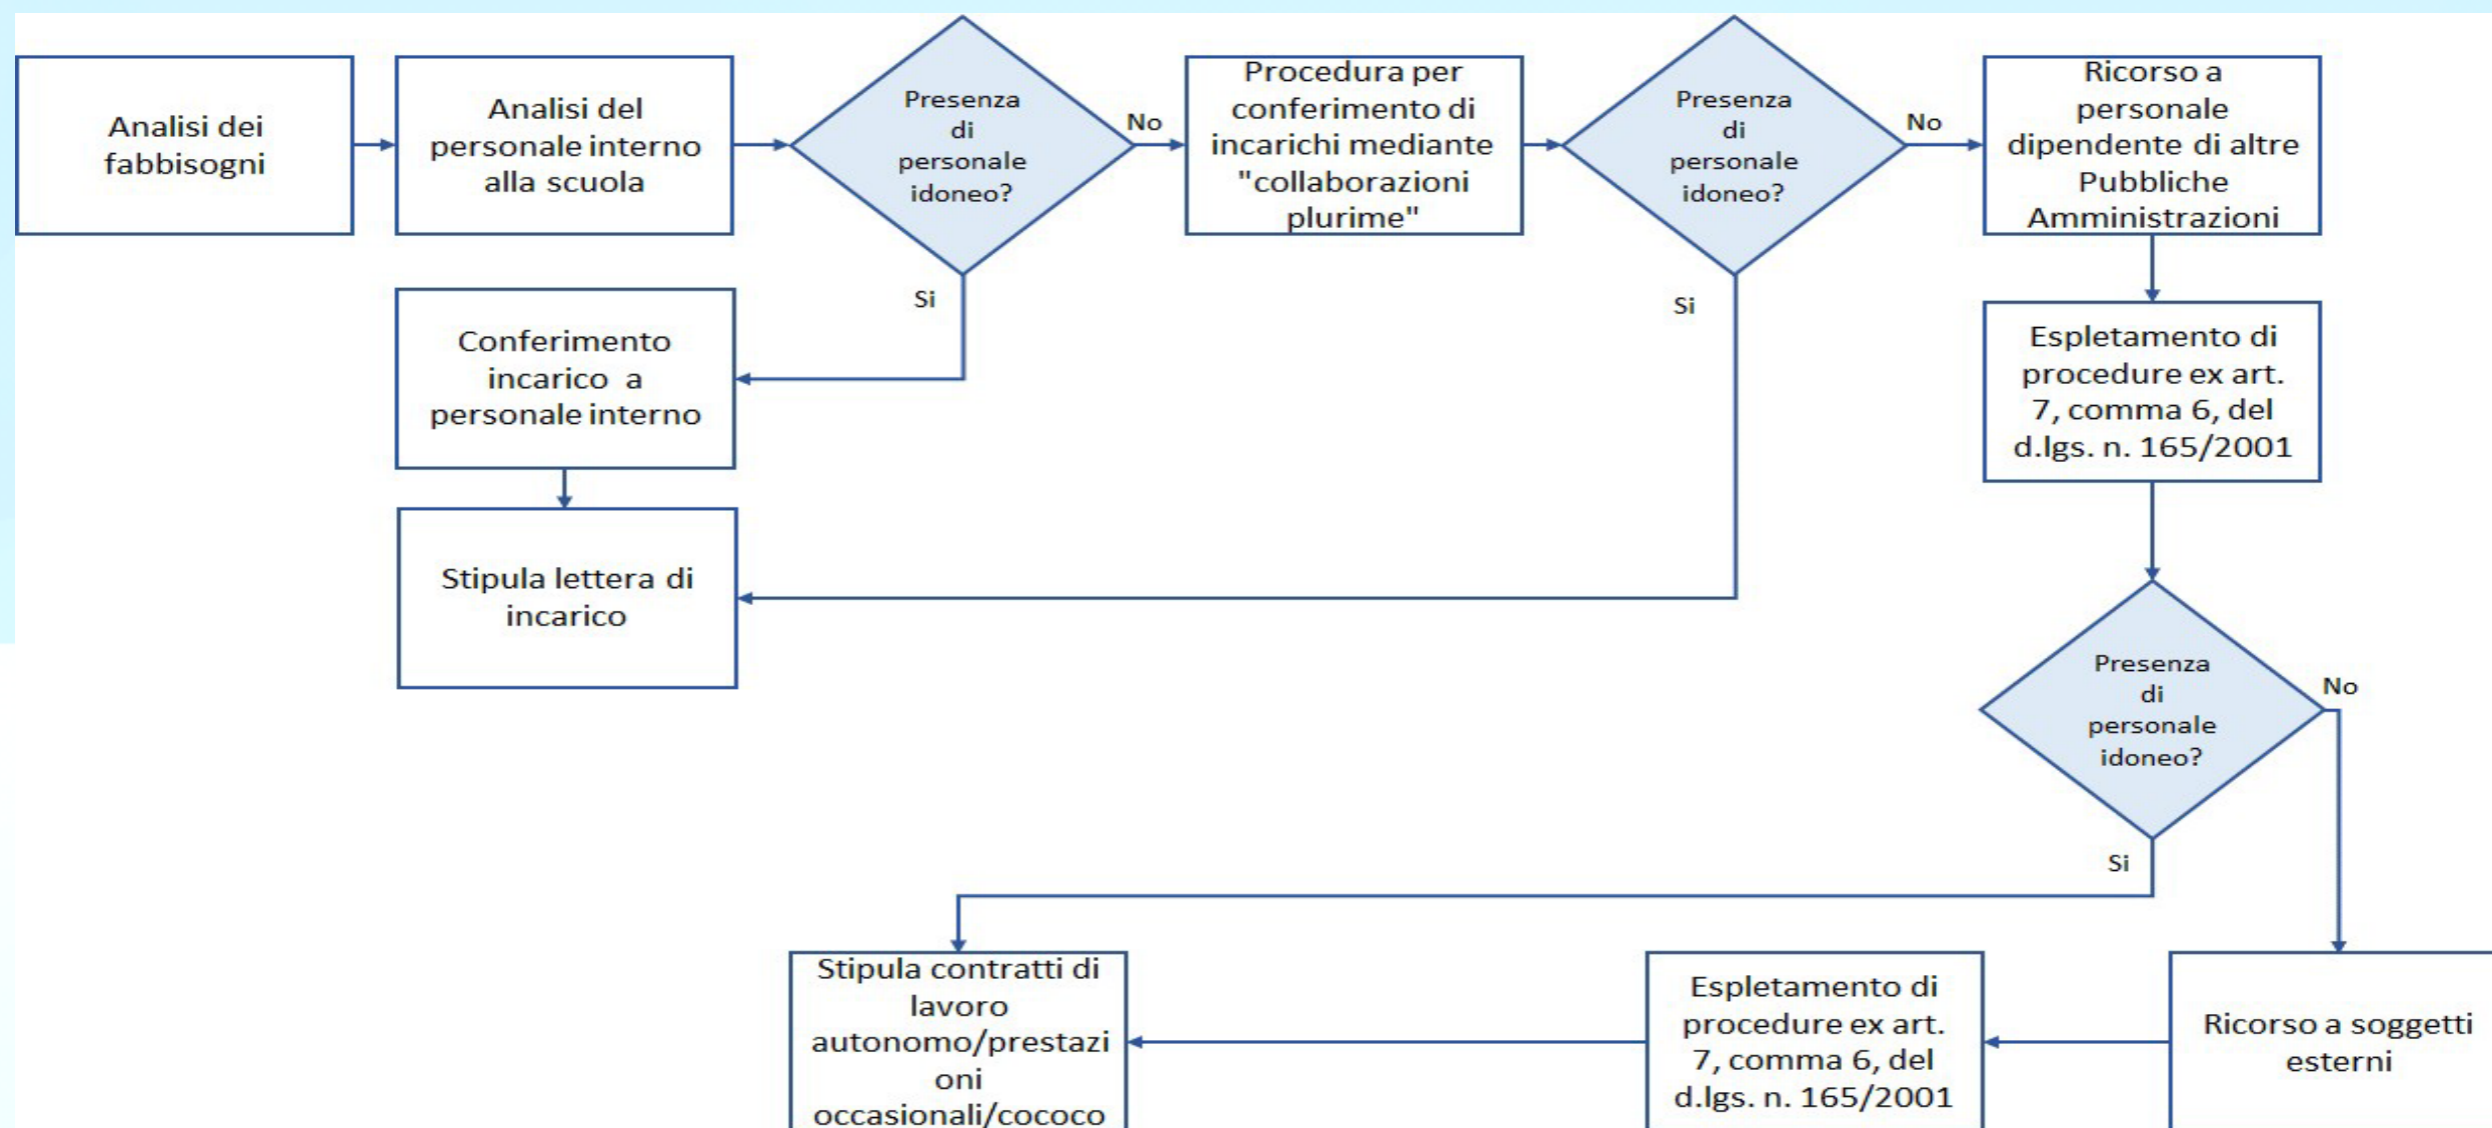 Analisi dei
fabbisogni
Analisi del
personale interno
alla scuola
Presenza
di
personale
idoneo?
No
Procedura per
conferimento di
incarichi mediante
"collaborazioni
plurime"
Presenza
di
personale
idoneo?
No
Ricorso a
personale
dipendente di altre
Pubbliche
Amministrazioni
Si
Si
Conferimento
incarico a
personale interno
Espletamento di
procedure ex art.
7, comma 6, del
d.lgs. n. 165/2001
Stipula lettera di
incarico
Presenza
di
personale
idoneo?
No
Si
Stipula contratti di
lavoro
autonomo/prestazi
oni
occasionali/cococo
Espletamento di
procedure ex art.
7, comma 6, del
d.lgs. n. 165/2001
Ricorso a soggetti
esterni